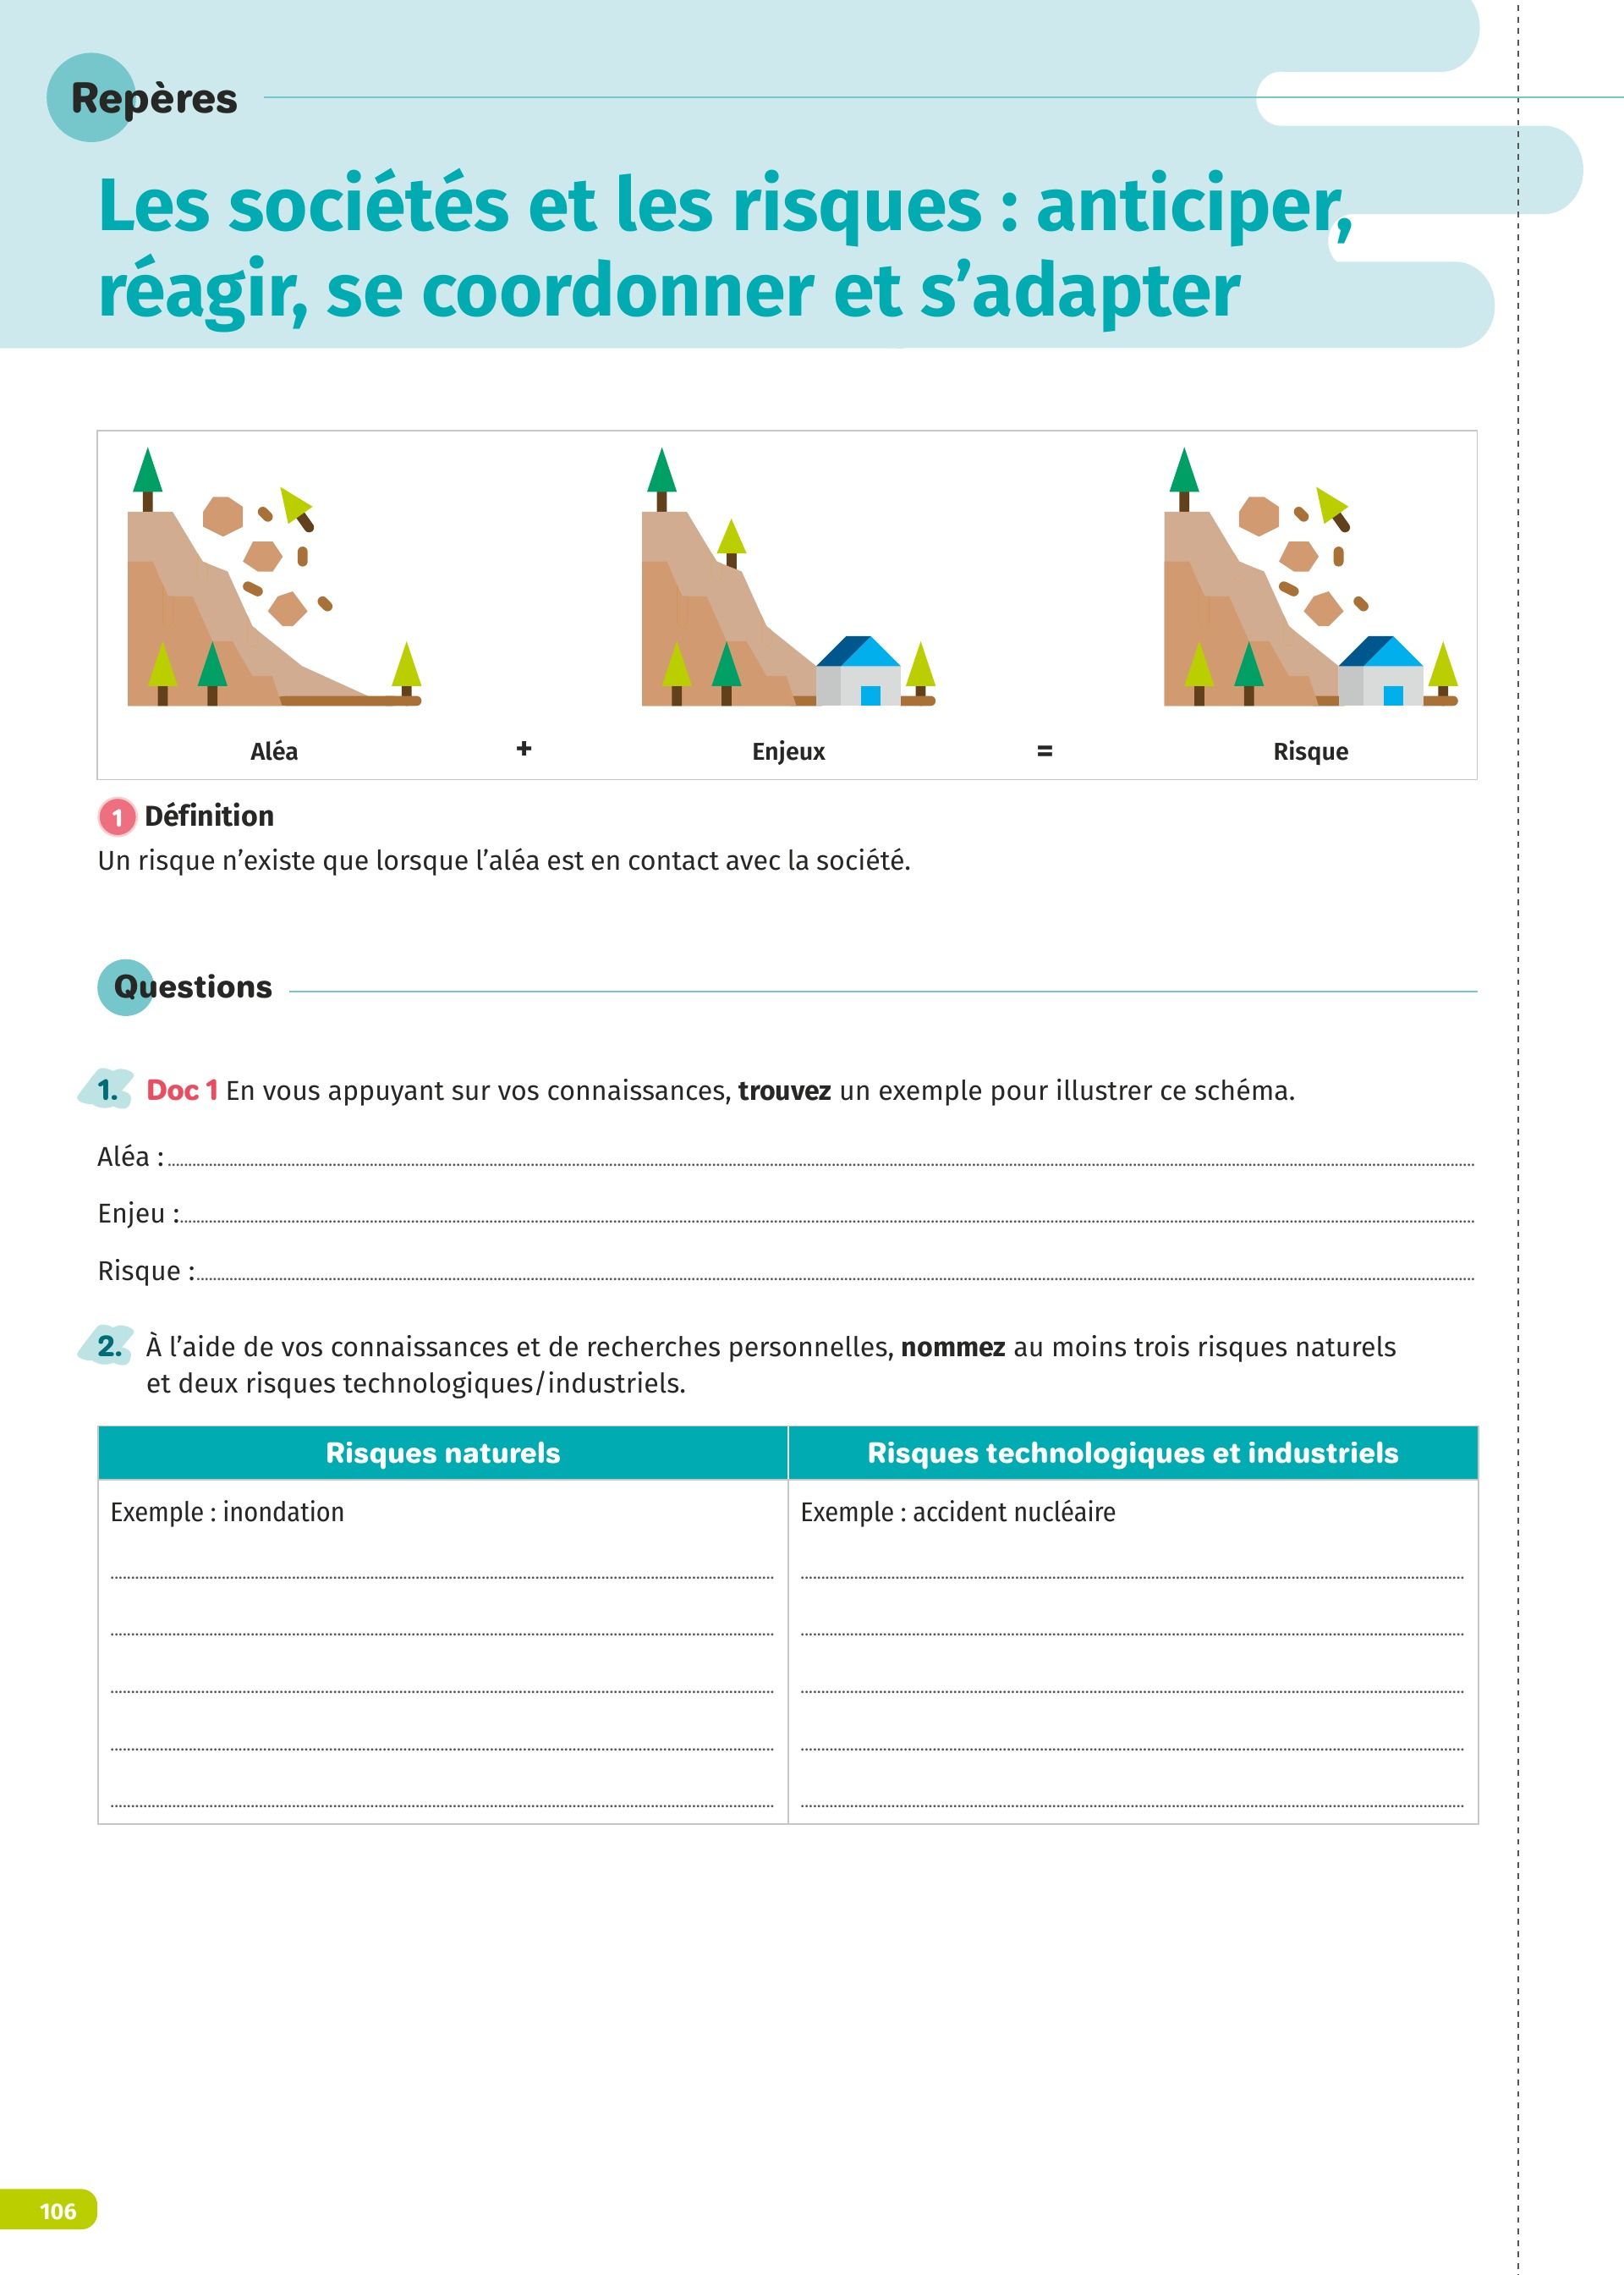 Repères
Les sociétés et les risques : anticiper,
réagir, se coordonner et s’adapter
Aléa + Enjeux = Risque
1 Définition
Un risque n’existe que lorsque l’aléa est en contact avec la société.
Questions
1. Doc 1 En vous appuyant sur vos connaissances, trouvez un exemple pour illustrer ce schéma.
Aléa :
Enjeu :
Risque :
2. À l’aide de vos connaissances et de recherches personnelles, nommez au moins trois risques naturels
et deux risques technologiques/industriels.
Risques naturels Risques technologiques et industriels
Exemple : inondation Exemple : accident nucléaire
106